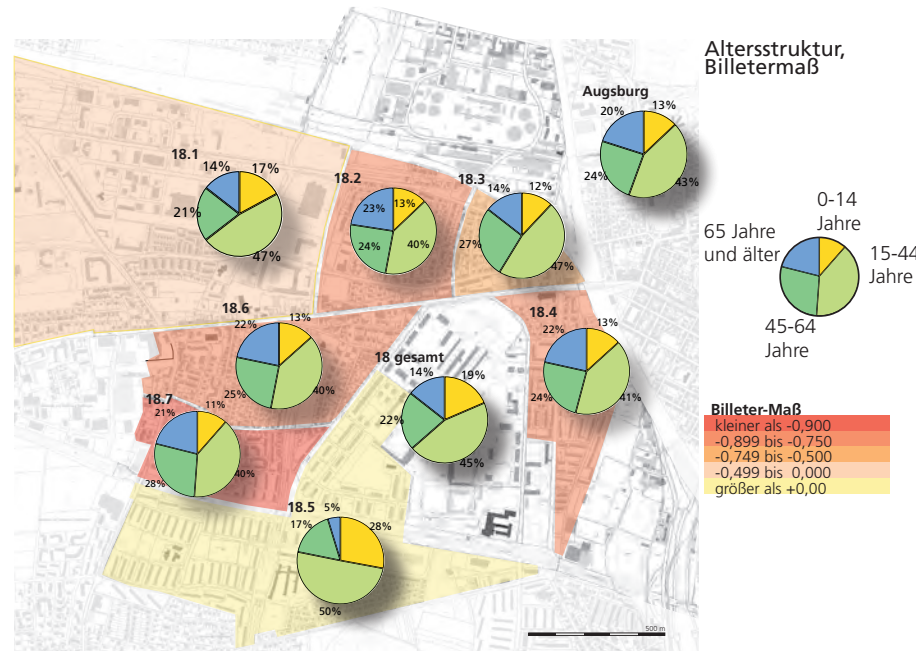 Altersstruktur,
Billetermaß
Augsburg
20%
13%
24%
43%
18.1
14%
17%
21%
47%
18.2
23%
13%
24%
40%
18.3
14%
12%
27%
47%
0-14
Jahre
65 Jahre
und älter
15-44
Jahre
45-64
Jahre
18.6
22%
13%
25%
40%
18 gesamt
14%
19%
22%
45%
18.4
22%
13%
24%
41%
18.7
21%
11%
28%
40%
18.5
5%
17%
28%
50%
Billeter-Maß
kleiner als -0,900
-0,899 bis -0,750
-0,749 bis -0,500
-0,499 bis 0,000
größer als +0,00
500 m